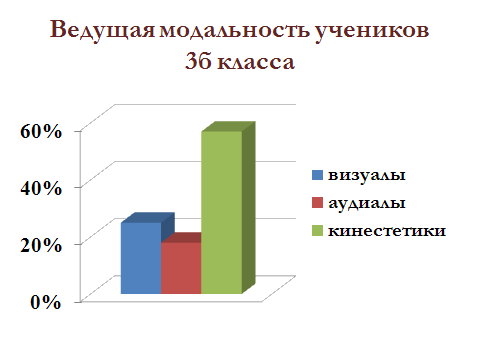 Ведущая модальность учеников
3б класса
60%
40%
20%
0%
визуалы
аудиалы
кинестетики